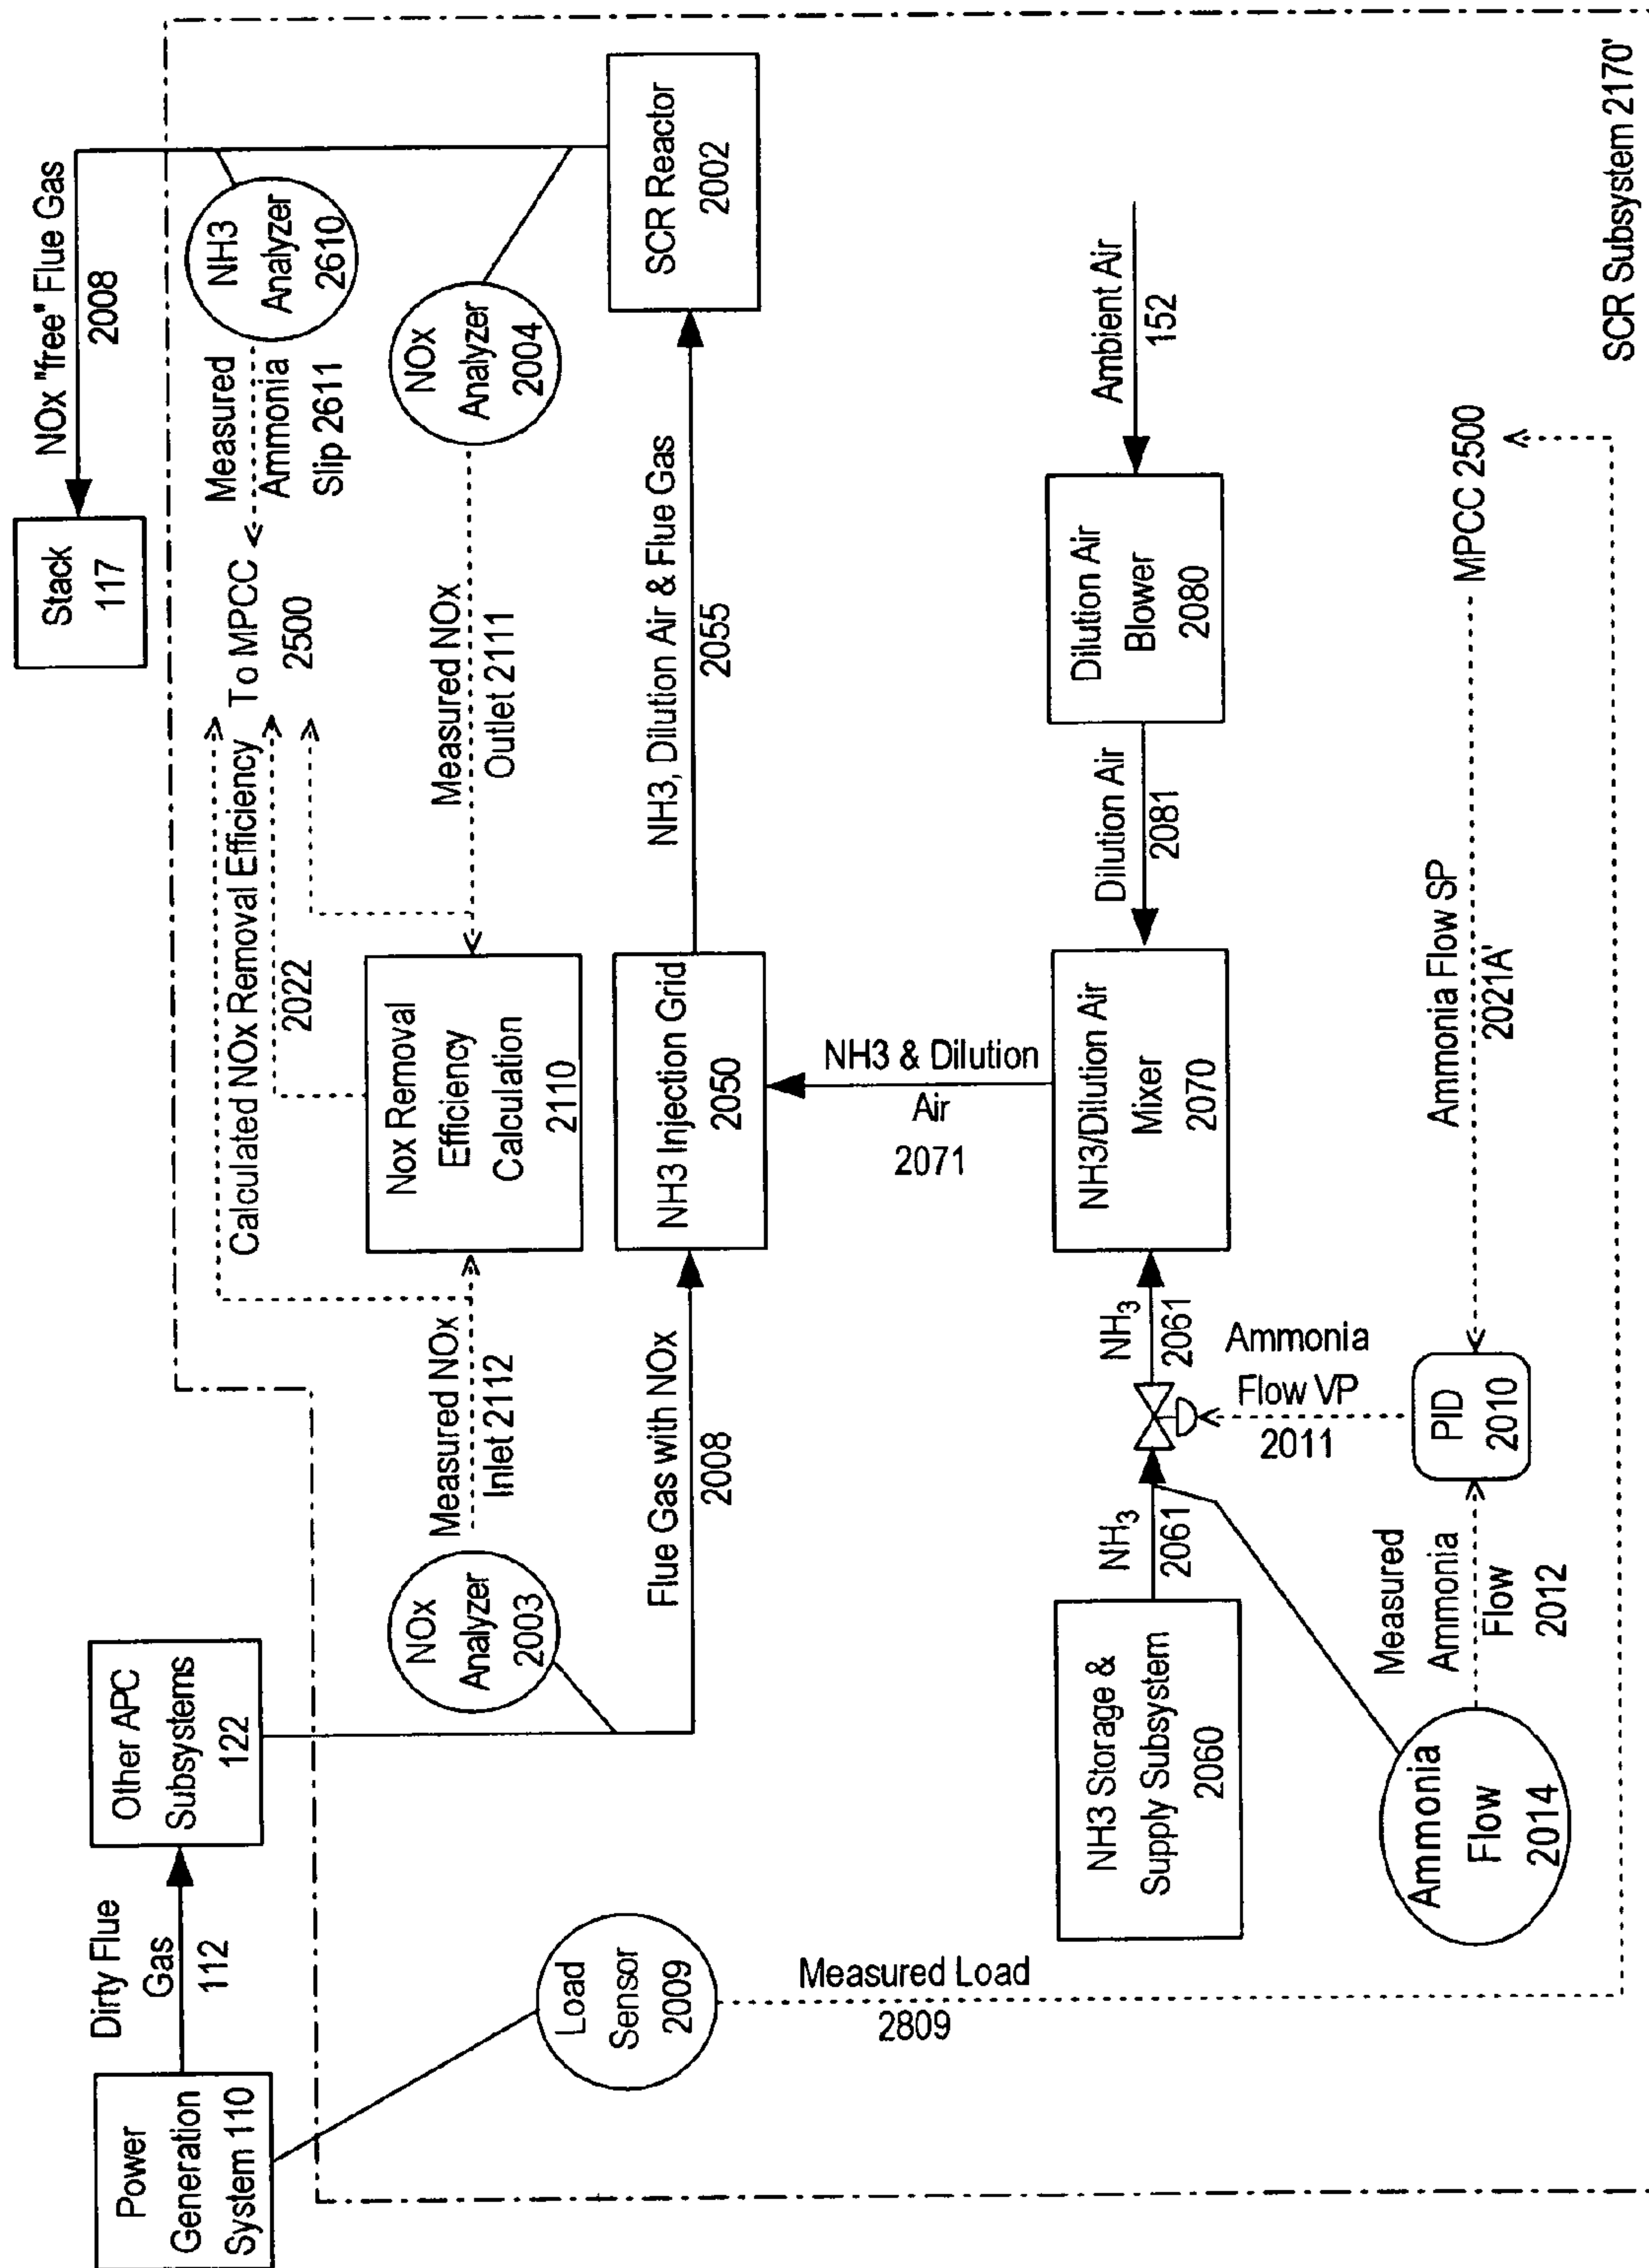 Power
Generation
System 110
Dirty Flue
Gas
112
Other APC
Subsystems
122
Stack
117
NOx "free" Flue Gas
2008
Load
Sensor
2009
Measured Load
2809
NOx
Analyzer
2003
Measured NOx
Inlet 2112
Calculated NOx Removal Efficiency
2022
To MPCC
2500
Measured
Ammonia
Slip 2611
NH3
Analyzer
2610
Nox Removal
Efficiency
Calculation
2110
Measured NOx
Outlet 2111
NOx
Analyzer
2004
Flue Gas with NOx
2008
NH3 Injection Grid
2050
NH3, Dilution Air & Flue Gas
2055
SCR Reactor
2002
NH3 & Dilution
Air
2071
NH3 Storage &
Supply Subsystem
2060
NH₃
2061
NH₃
2061
NH3/Dilution Air
Mixer
2070
Dilution Air
2081
Dilution Air
Blower
2080
Ambient Air
152
Ammonia
Flow VP
2011
Ammonia
Flow
2014
Measured
Ammonia
Flow
2012
PID
2010
Ammonia Flow SP
2021A'
MPCC 2500
SCR Subsystem 2170'